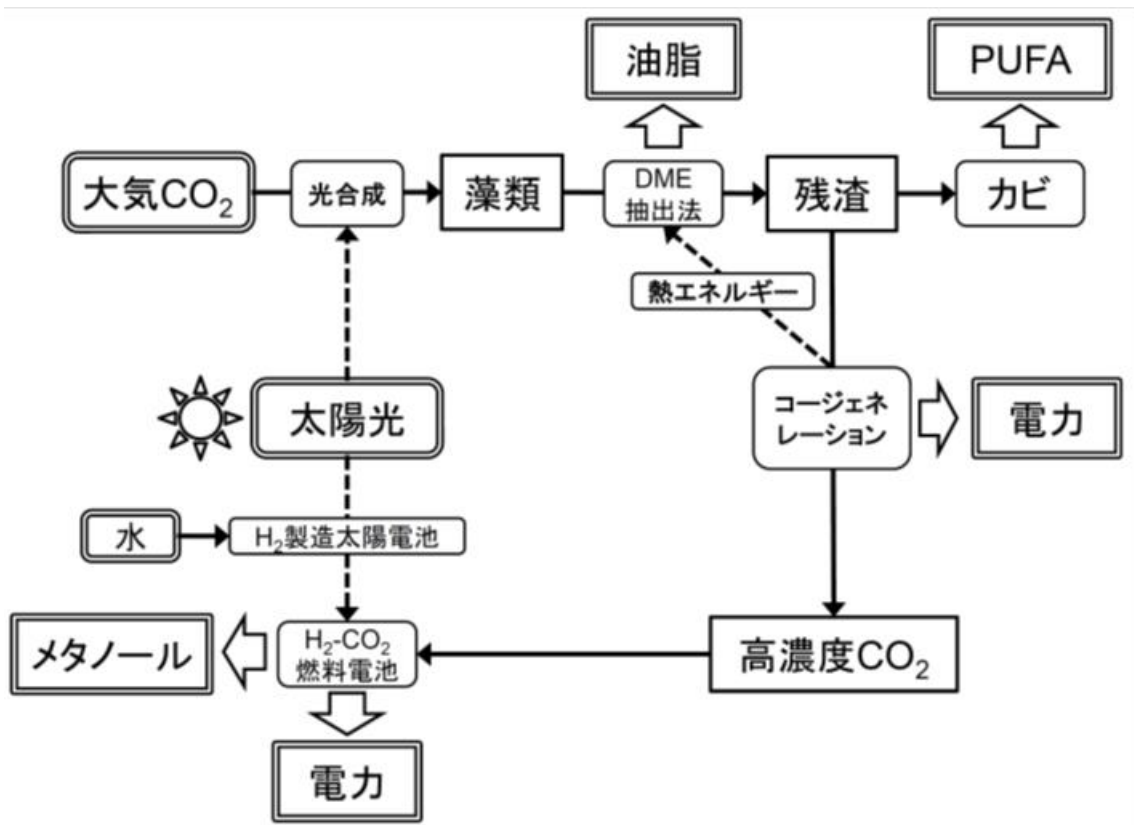 油脂
PUFA
大気CO₂
光合成
藻類
DME
抽出法
残渣
カビ
熱エネルギー
太陽光
コージェネ
レーション
電力
水
H₂製造太陽電池
メタノール
H₂-CO₂
燃料電池
高濃度CO₂
電力